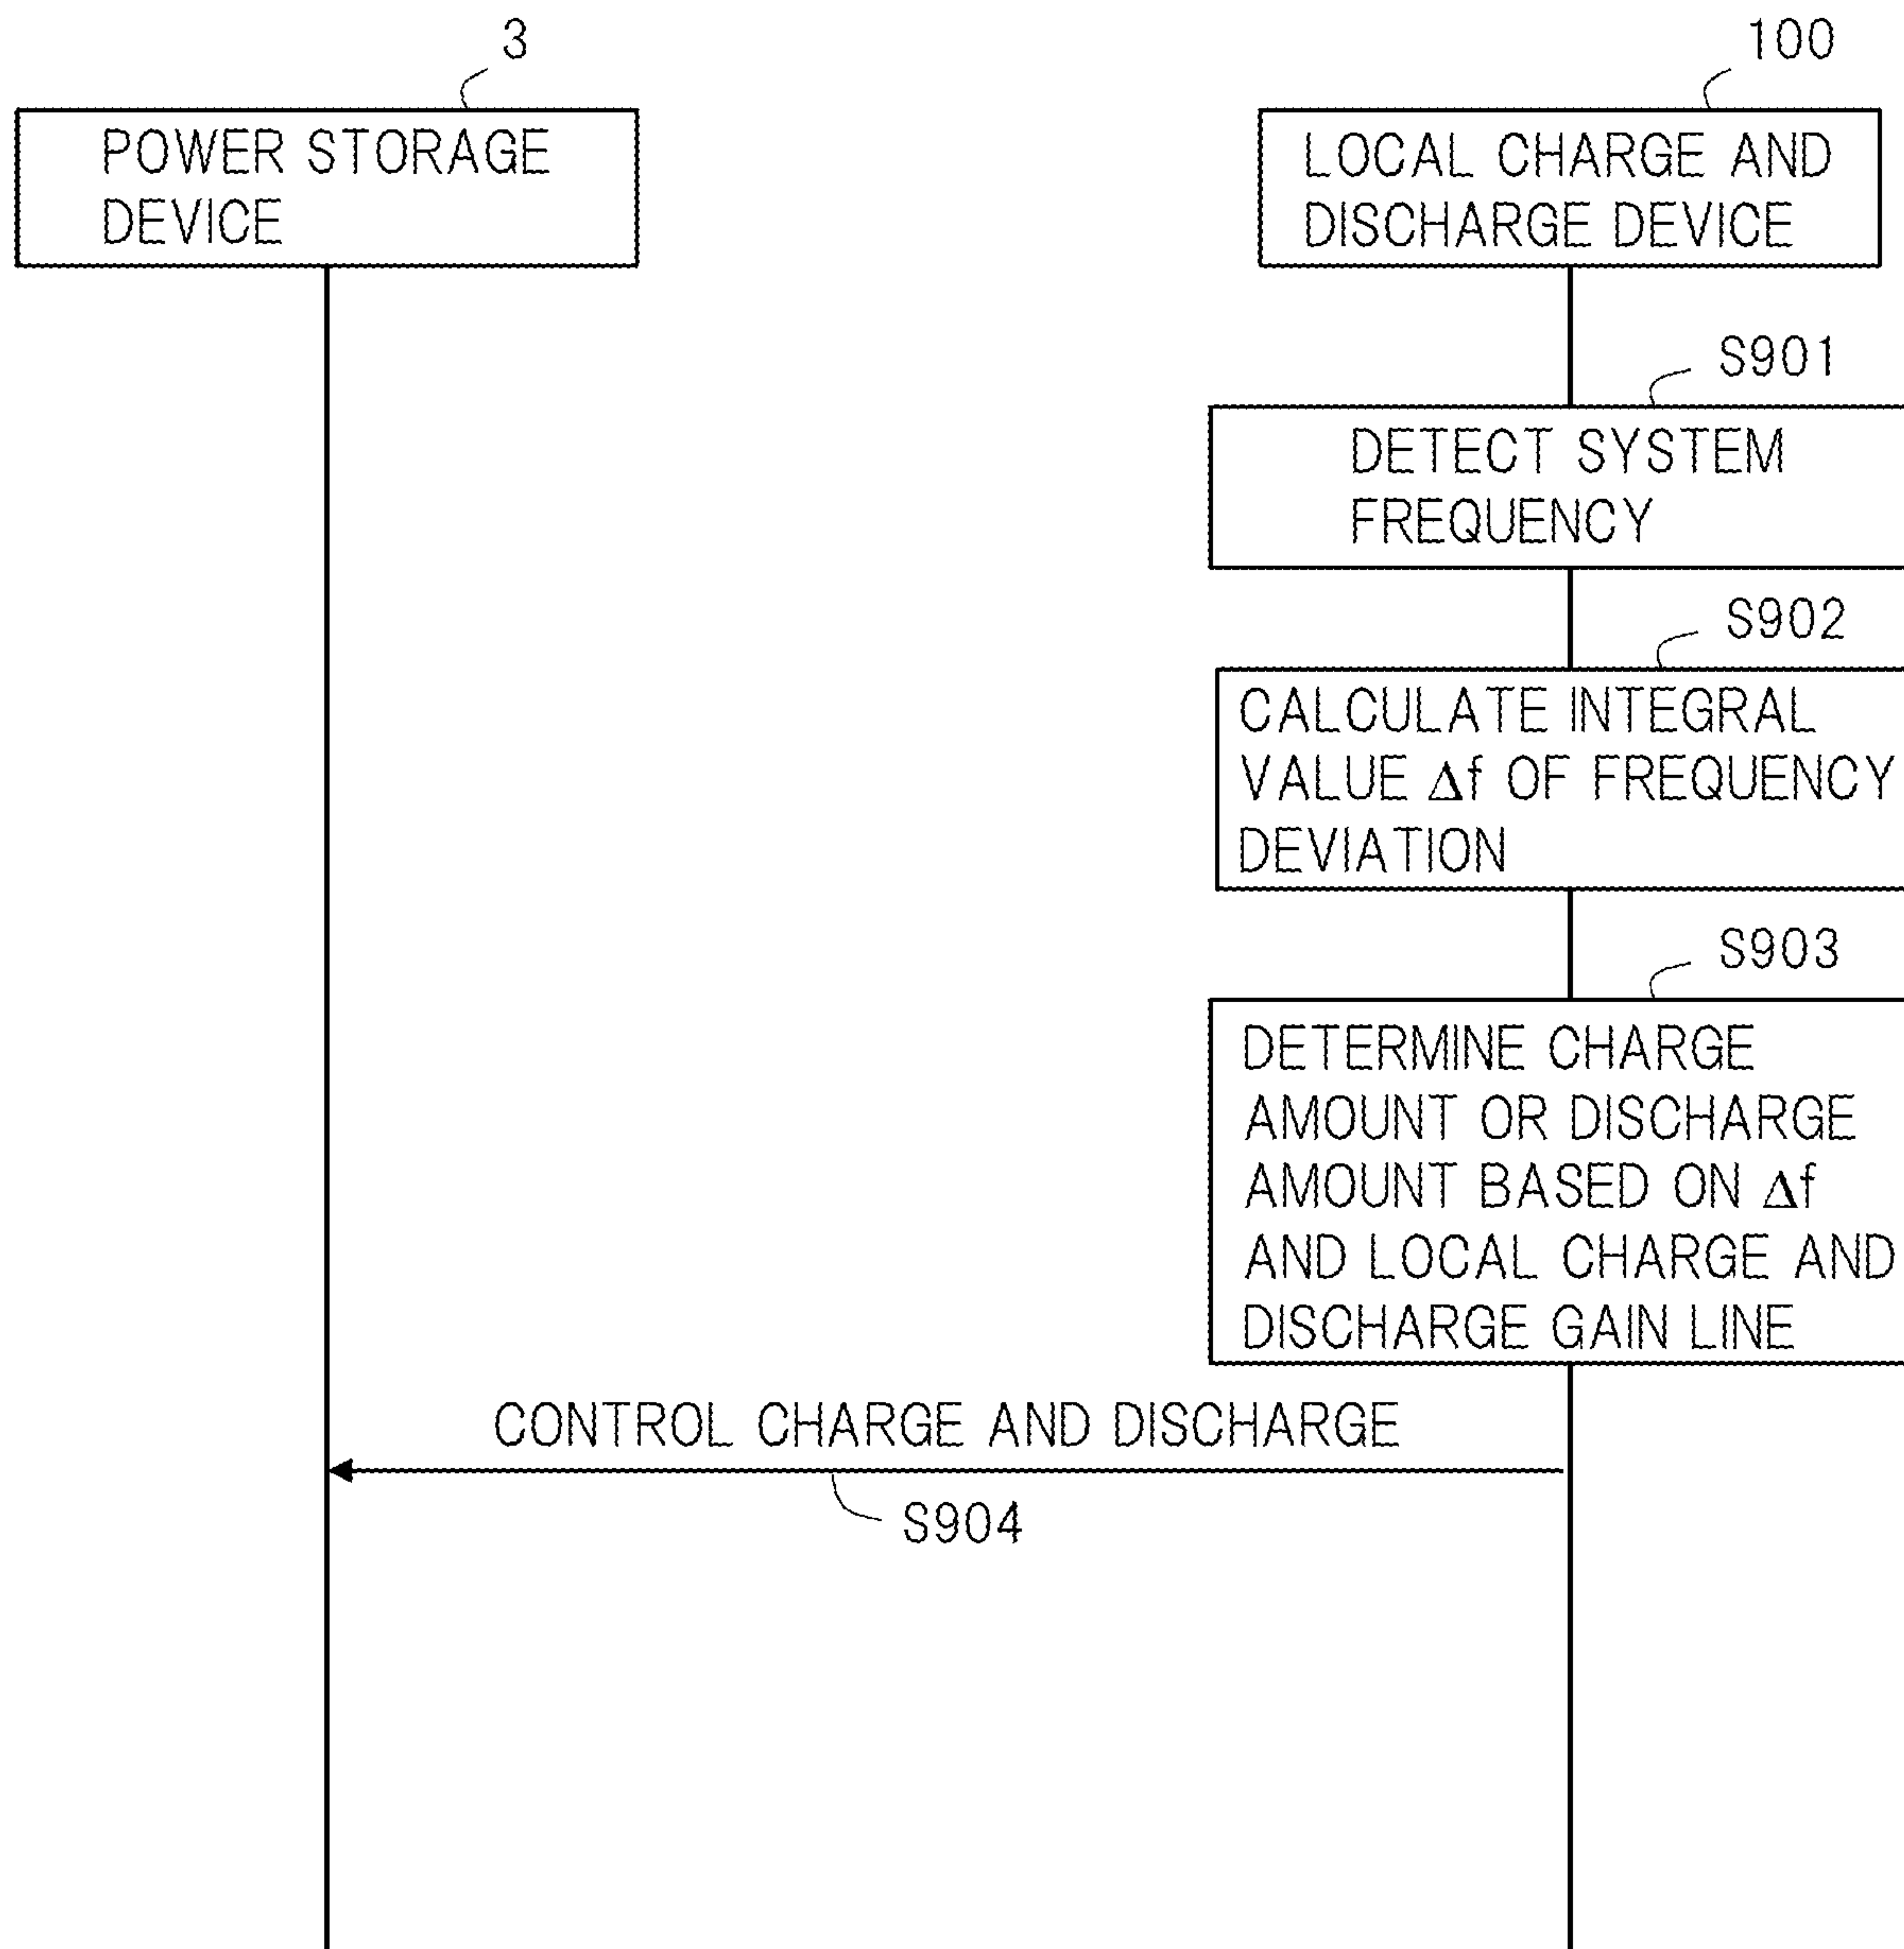 3
100
POWER STORAGE
DEVICE
LOCAL CHARGE AND
DISCHARGE DEVICE
S901
DETECT SYSTEM
FREQUENCY
S902
CALCULATE INTEGRAL
VALUE Δf OF FREQUENCY
DEVIATION
S903
DETERMINE CHARGE
AMOUNT OR DISCHARGE
AMOUNT BASED ON Δf
AND LOCAL CHARGE AND
DISCHARGE GAIN LINE
CONTROL CHARGE AND DISCHARGE
S904